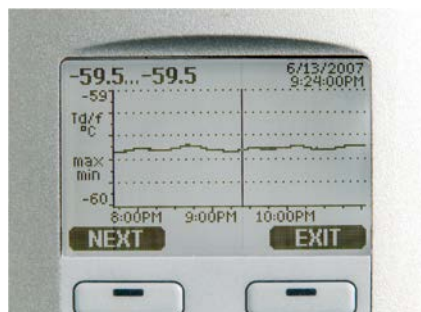 -59.5...-59.5
6/13/2007
9:24:00PM
-59
Td/f
°C
max
min
-60
8:00PM 9:00PM 10:00PM
NEXT EXIT